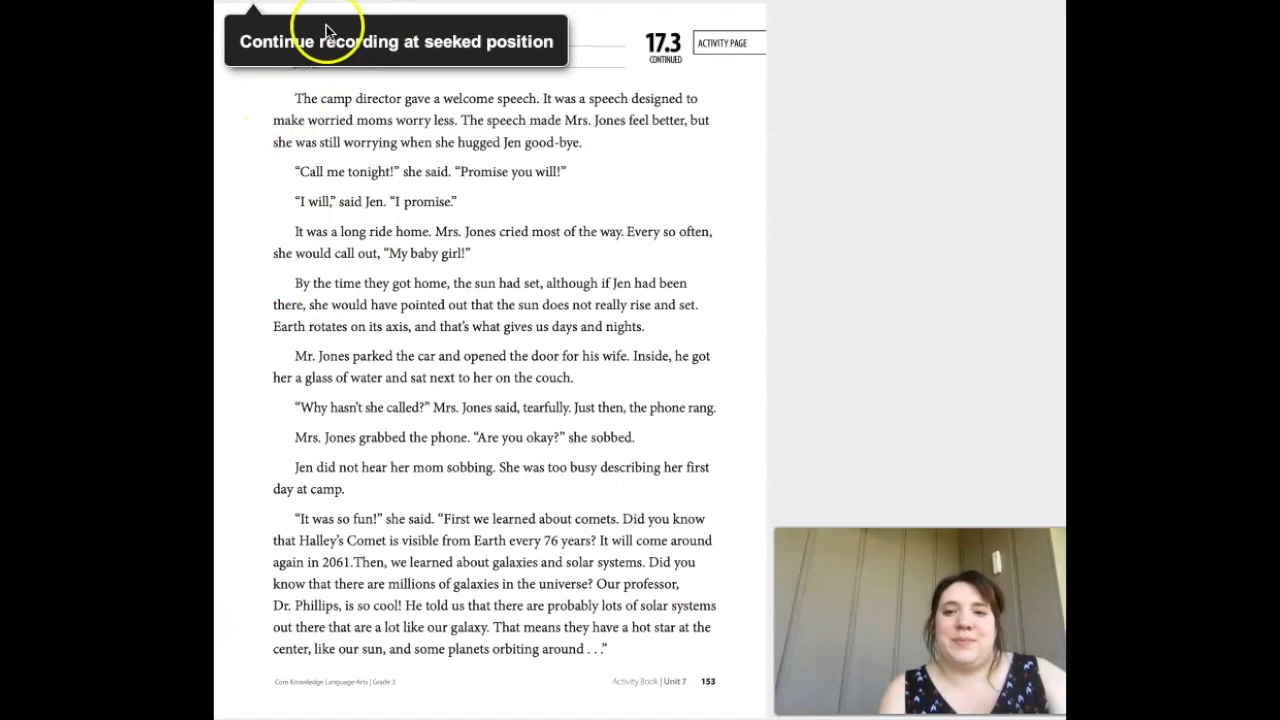 Continue recording at seeked position
17.3
CONTINUED
ACTIVITY PAGE
The camp director gave a welcome speech. It was a speech designed to
make worried moms worry less. The speech made Mrs. Jones feel better, but
she was still worrying when she hugged Jen good-bye.
“Call me tonight!” she said. “Promise you will!”
“I will,” said Jen. “I promise.”
It was a long ride home. Mrs. Jones cried most of the way. Every so often,
she would call out, “My baby girl!”
By the time they got home, the sun had set, although if Jen had been
there, she would have pointed out that the sun does not really rise and set.
Earth rotates on its axis, and that’s what gives us days and nights.
Mr. Jones parked the car and opened the door for his wife. Inside, he got
her a glass of water and sat next to her on the couch.
“Why hasn’t she called?” Mrs. Jones said, tearfully. Just then, the phone rang.
Mrs. Jones grabbed the phone. “Are you okay?” she sobbed.
Jen did not hear her mom sobbing. She was too busy describing her first
day at camp.
“It was so fun!” she said. “First we learned about comets. Did you know
that Halley’s Comet is visible from Earth every 76 years? It will come around
again in 2061.Then, we learned about galaxies and solar systems. Did you
know that there are millions of galaxies in the universe? Our professor,
Dr. Phillips, is so cool! He told us that there are probably lots of solar systems
out there that are a lot like our galaxy. That means they have a hot star at the
center, like our sun, and some planets orbiting around . . .”
Core Knowledge Language Arts | Grade 3
Activity Book | Unit 7 153